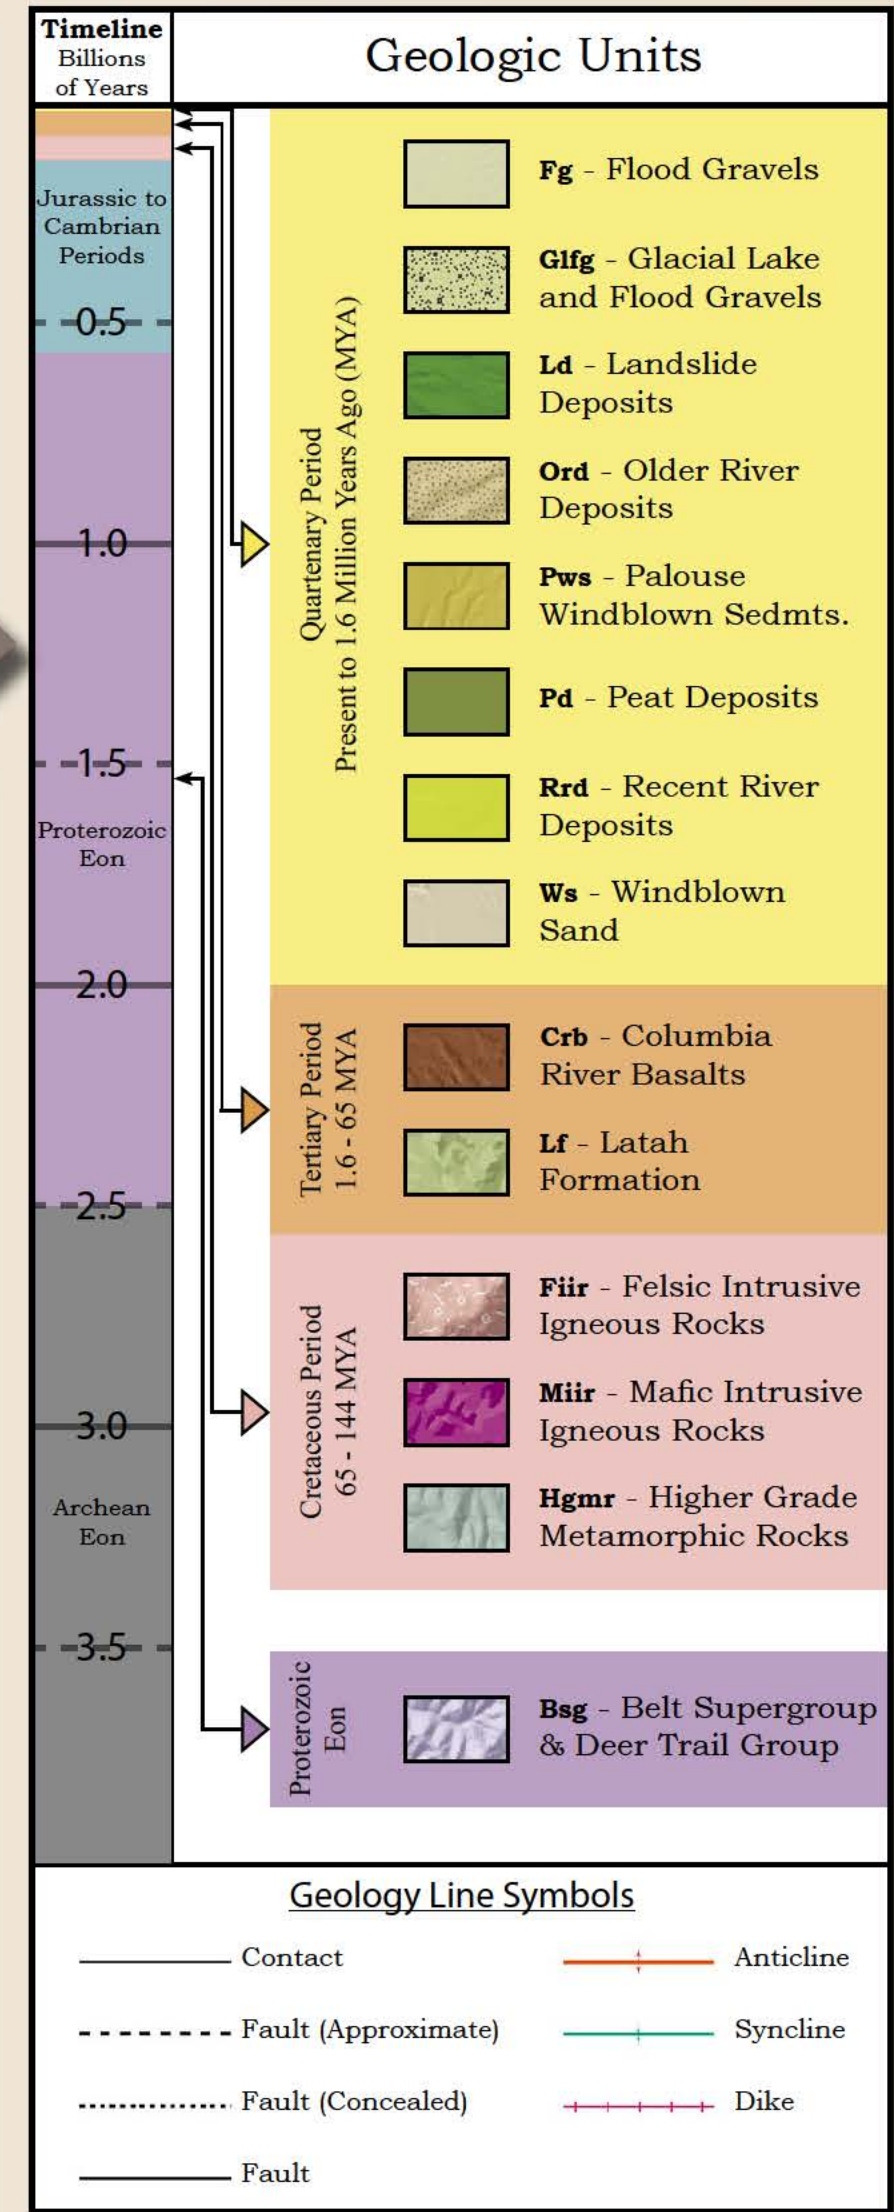 Timeline
Billions
of Years
Geologic Units
Jurassic to
Cambrian
Periods
0.5
1.0
1.5
Proterozoic
Eon
2.0
2.5
3.0
Archean
Eon
3.5
Quartenary Period
Present to 1.6 Million Years Ago (MYA)
Fg - Flood Gravels
Glfg - Glacial Lake
and Flood Gravels
Ld - Landslide
Deposits
Ord - Older River
Deposits
Pws - Palouse
Windblown Sedmts.
Pd - Peat Deposits
Rrd - Recent River
Deposits
Ws - Windblown
Sand
Tertiary Period
1.6 - 65 MYA
Crb - Columbia
River Basalts
Lf - Latah
Formation
Cretaceous Period
65 - 144 MYA
Fiir - Felsic Intrusive
Igneous Rocks
Miir - Mafic Intrusive
Igneous Rocks
Hgmr - Higher Grade
Metamorphic Rocks
Proterozoic
Eon
Bsg - Belt Supergroup
& Deer Trail Group
Geology Line Symbols
Contact
Fault (Approximate)
Fault (Concealed)
Fault
Anticline
Syncline
Dike